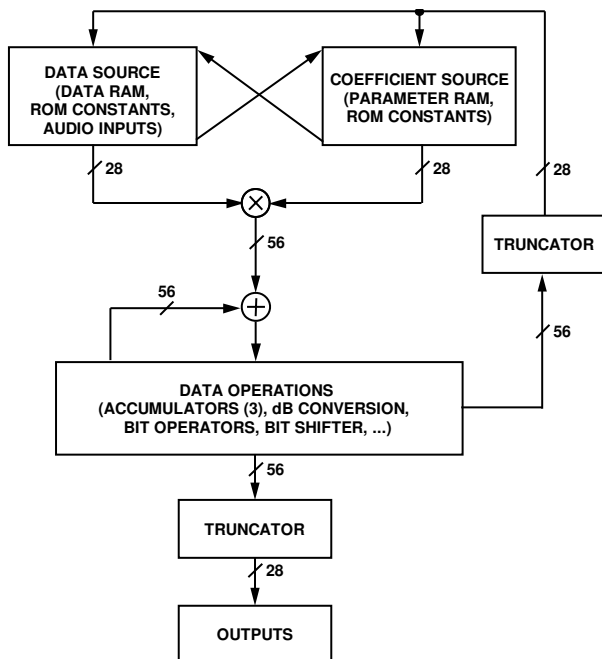 DATA SOURCE
(DATA RAM,
ROM CONSTANTS,
AUDIO INPUTS)
COEFFICIENT SOURCE
(PARAMETER RAM,
ROM CONSTANTS)
28
28
28
56
TRUNCATOR
56
56
DATA OPERATIONS
(ACCUMULATORS (3), dB CONVERSION,
BIT OPERATORS, BIT SHIFTER, ...)
56
TRUNCATOR
28
OUTPUTS